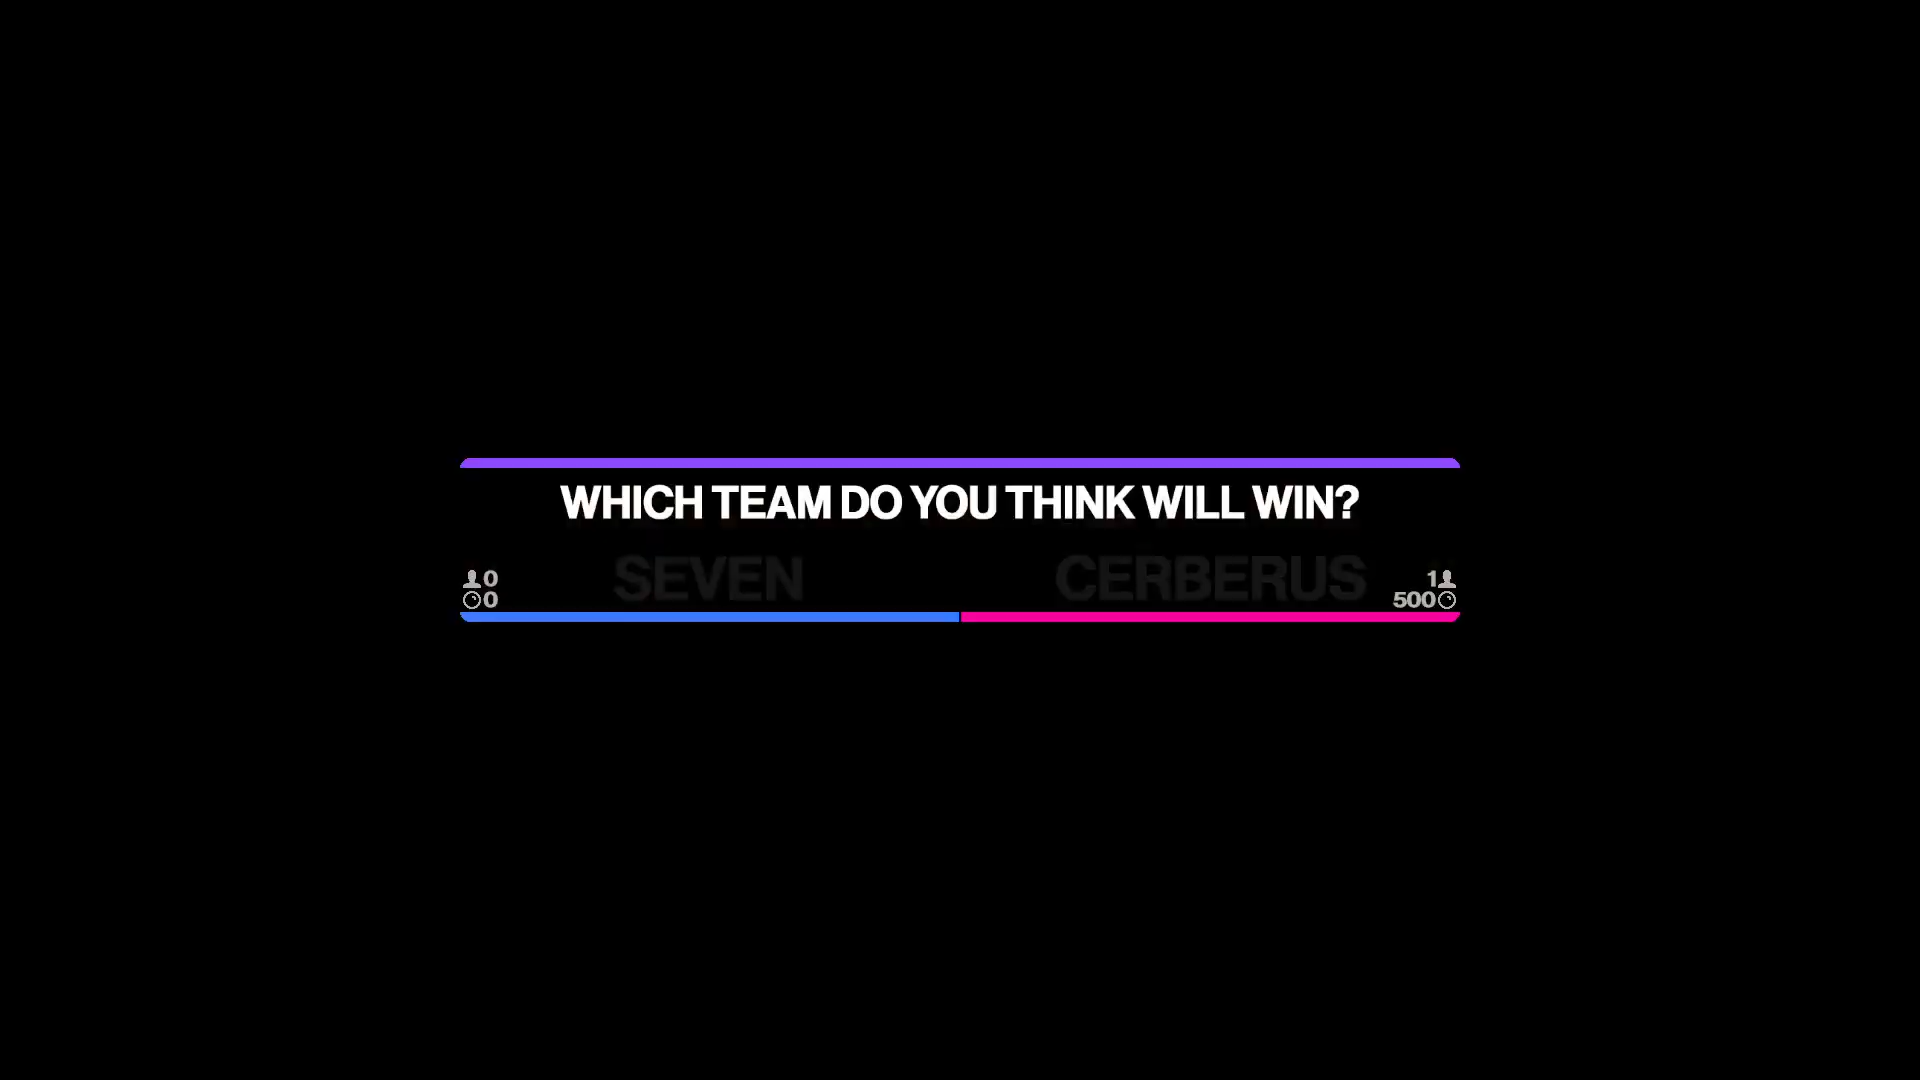 WHICH TEAM DO YOU THINK WILL WIN?
SEVEN CERBERUS
0 1
0 500